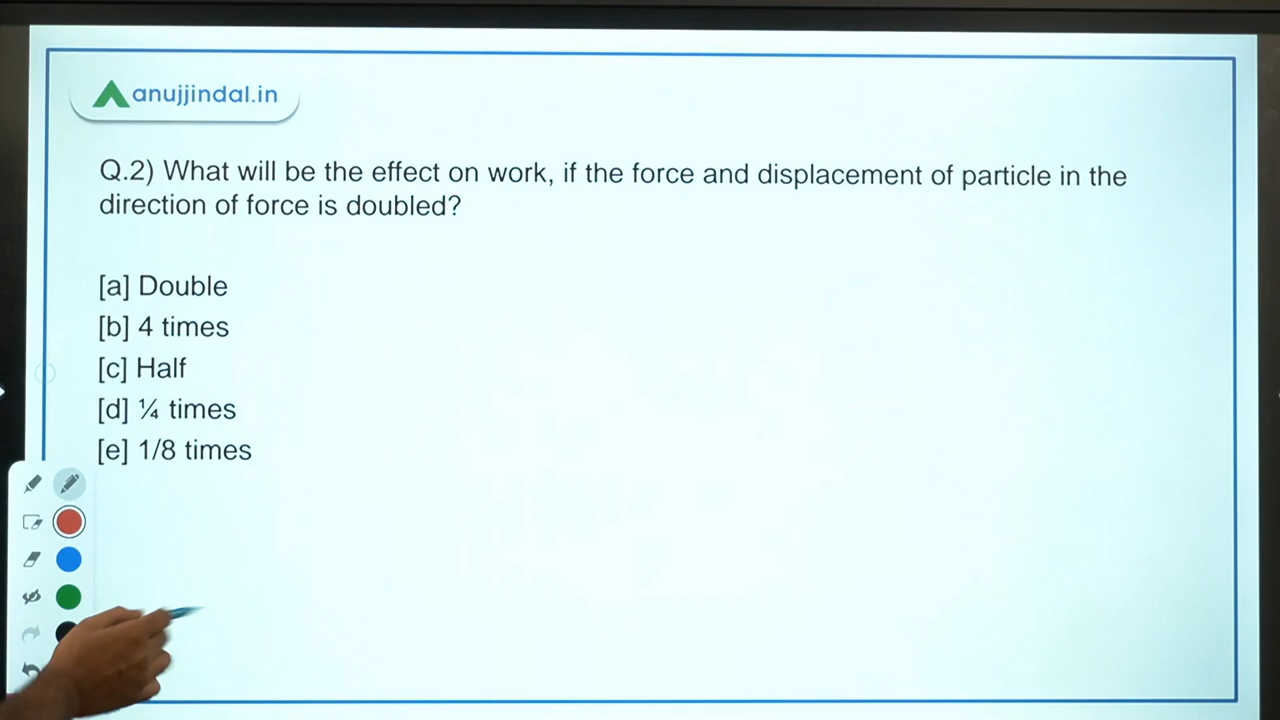 anujjindal.in
Q.2) What will be the effect on work, if the force and displacement of particle in the
direction of force is doubled?
[a] Double
[b] 4 times
[c] Half
[d] ¼ times
[e] 1/8 times